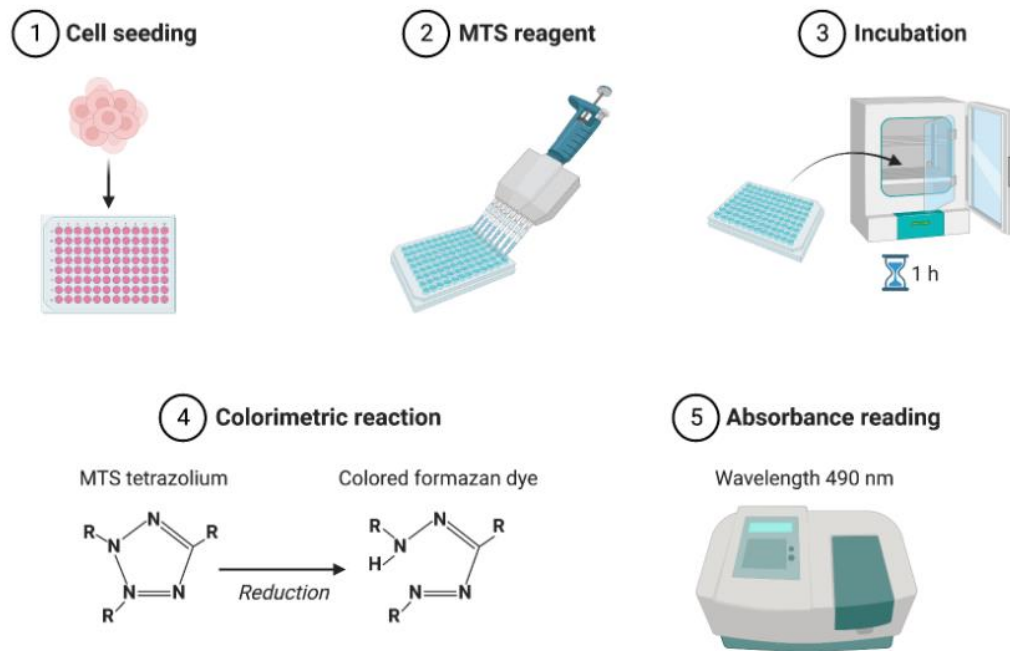 1 Cell seeding
2 MTS reagent
3 Incubation
1 h
4 Colorimetric reaction
MTS tetrazolium
Colored formazan dye
R N N R
N N
R
Reduction
R N N R
H
R N N
5 Absorbance reading
Wavelength 490 nm